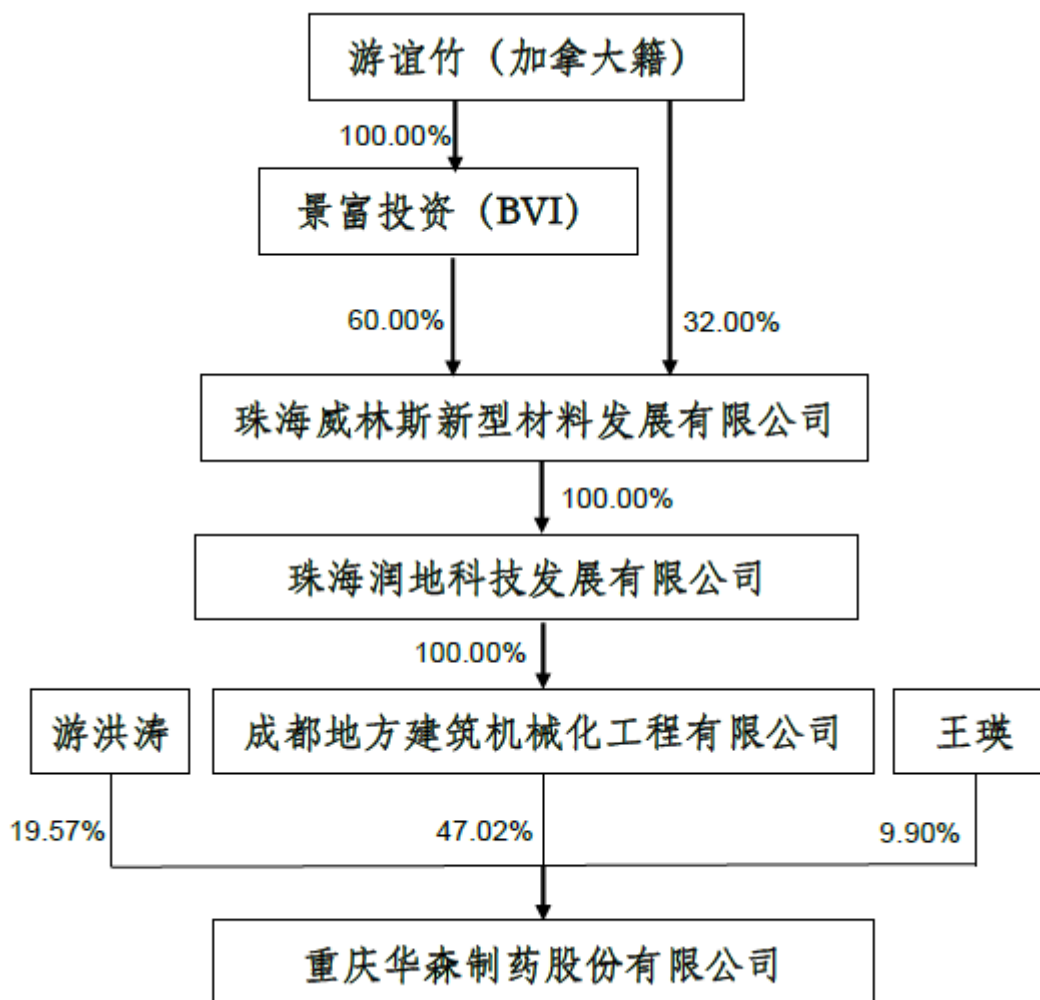 游谊竹（加拿大籍）
100.00%
景富投资（BVI）
60.00%
32.00%
珠海威林斯新型材料发展有限公司
100.00%
珠海润地科技发展有限公司
100.00%
游洪涛
成都地方建筑机械化工程有限公司
王瑛
19.57%
47.02%
9.90%
重庆华森制药股份有限公司